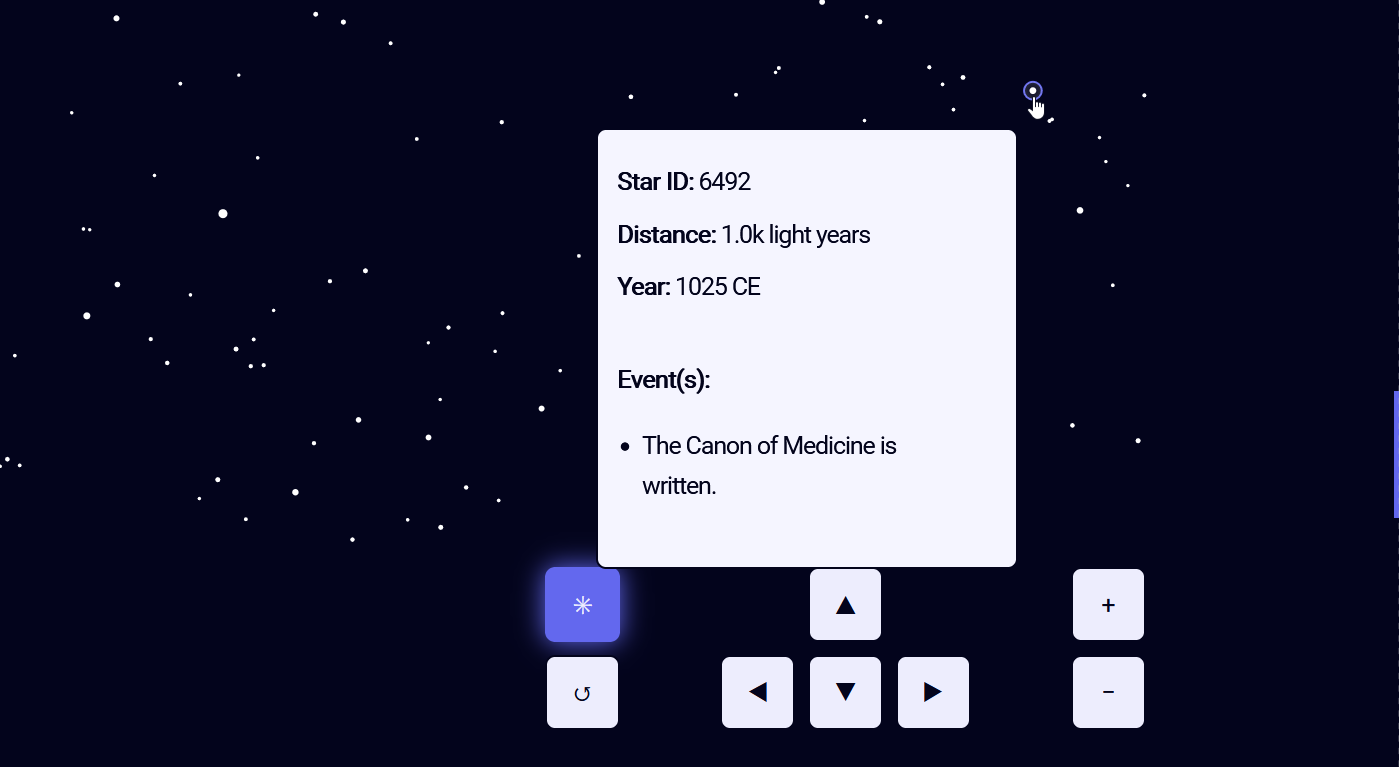 Star ID: 6492
Distance: 1.0k light years
Year: 1025 CE
Event(s):
• The Canon of Medicine is
written.
✳ ▲ +
↺ ◀ ▼ ▶ −